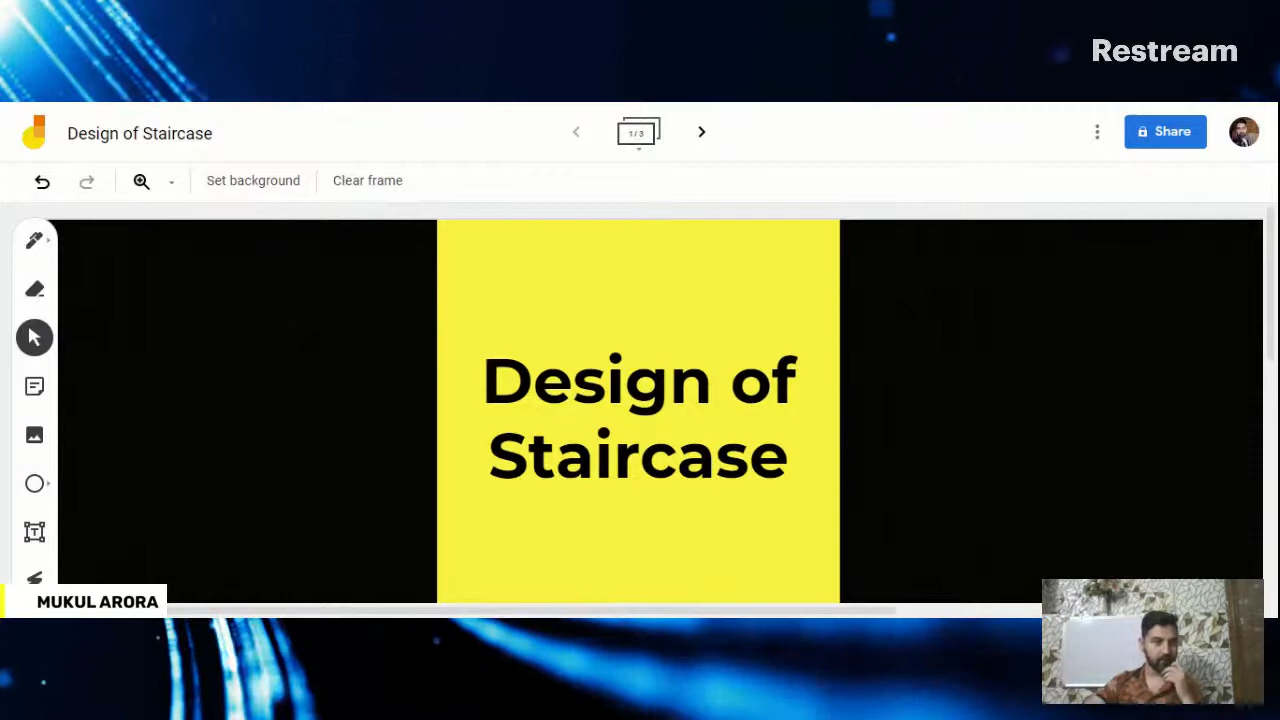 Restream
Design of Staircase
1 / 3
Share
Set background
Clear frame
Design of
Staircase
MUKUL ARORA